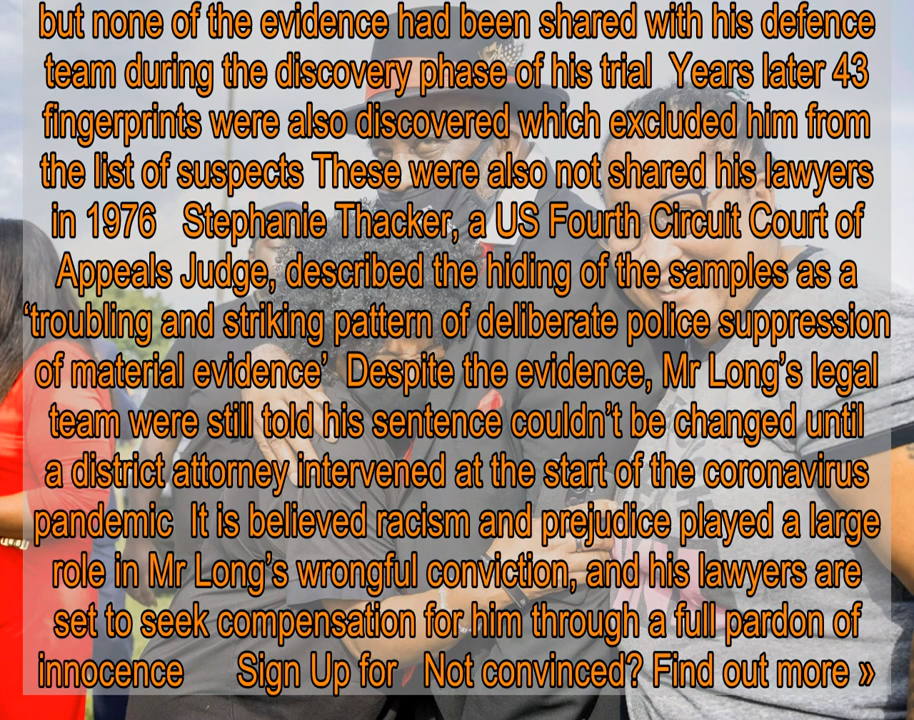 but none of the evidence had been shared with his defence
team during the discovery phase of his trial  Years later 43
fingerprints were also discovered which excluded him from
the list of suspects These were also not shared his lawyers
in 1976   Stephanie Thacker, a US Fourth Circuit Court of
Appeals Judge, described the hiding of the samples as a
‘troubling and striking pattern of deliberate police suppression
of material evidence’  Despite the evidence, Mr Long’s legal
team were still told his sentence couldn’t be changed until
a district attorney intervened at the start of the coronavirus
pandemic  It is believed racism and prejudice played a large
role in Mr Long’s wrongful conviction, and his lawyers are
set to seek compensation for him through a full pardon of
innocence      Sign Up for   Not convinced? Find out more »